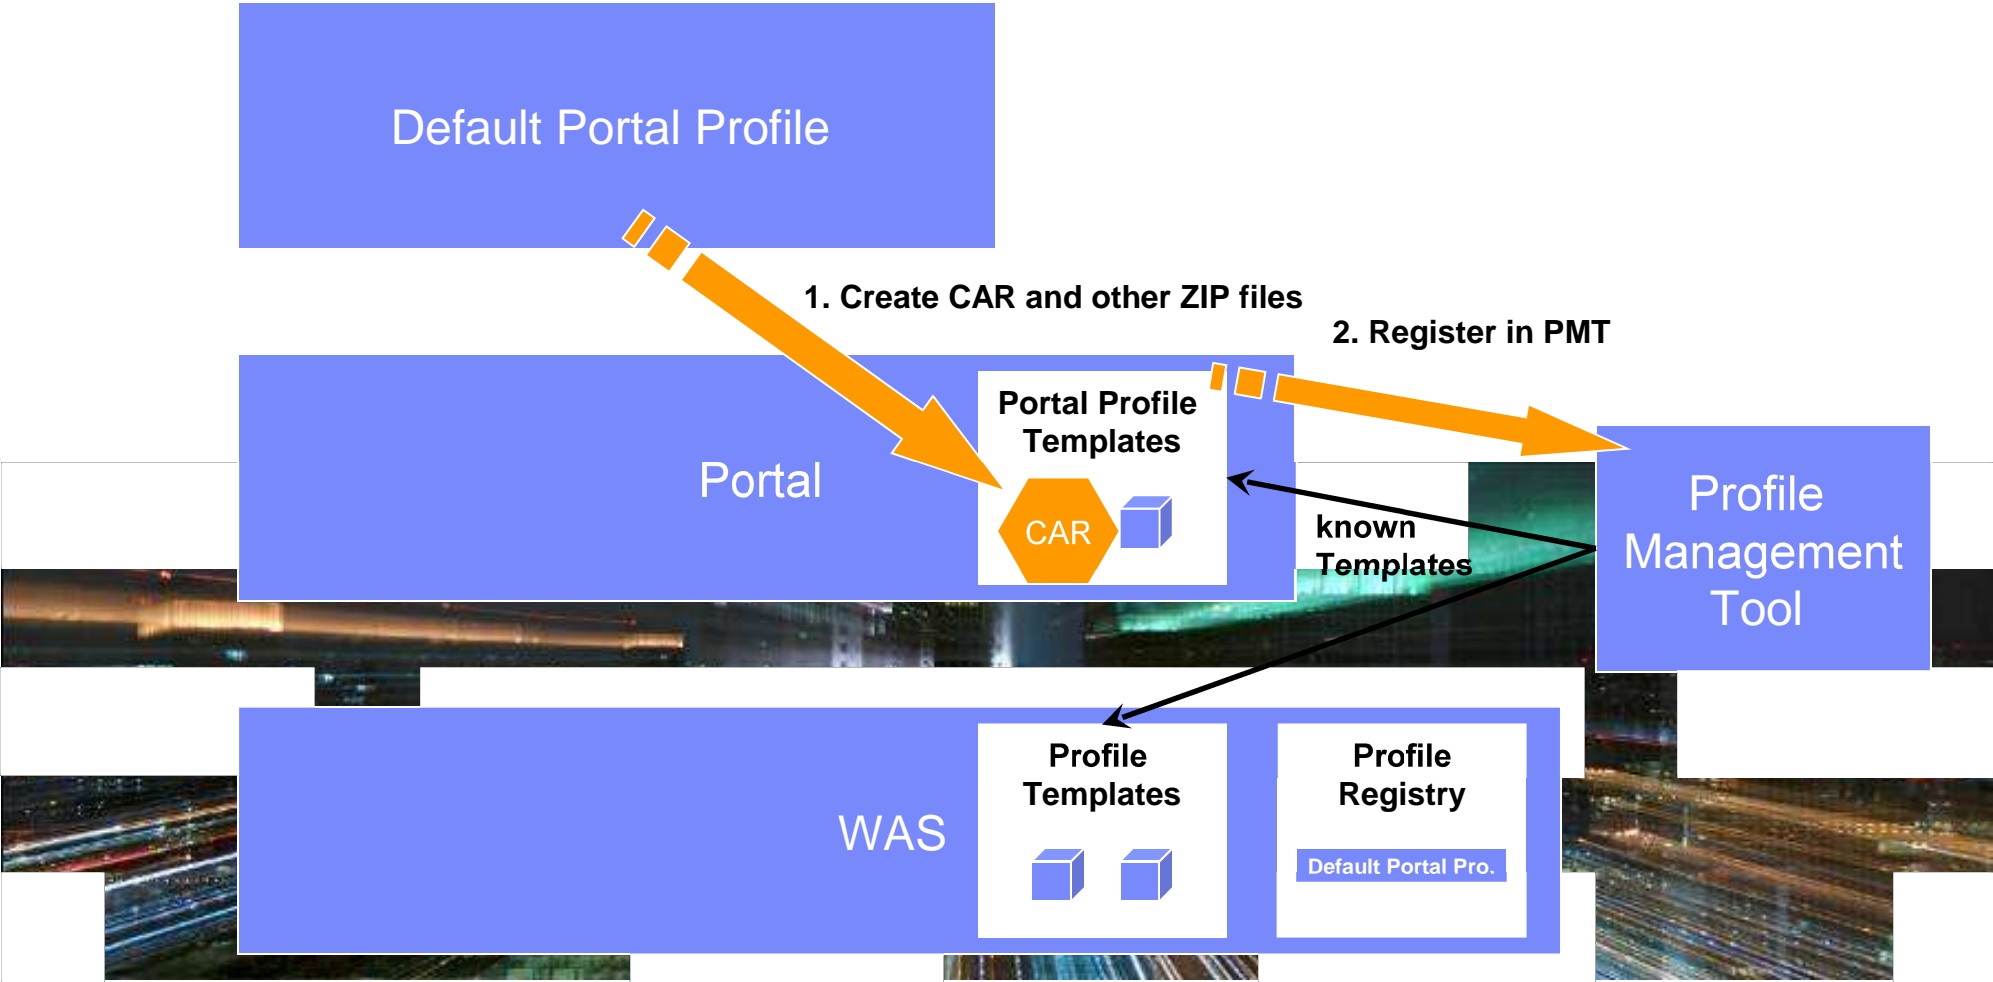 Default Portal Profile
1. Create CAR and other ZIP files
2. Register in PMT
Portal Profile
Templates
Portal
CAR
known
Templates
Profile
Management
Tool
Profile
Templates
Profile
Registry
WAS
Default Portal Pro.